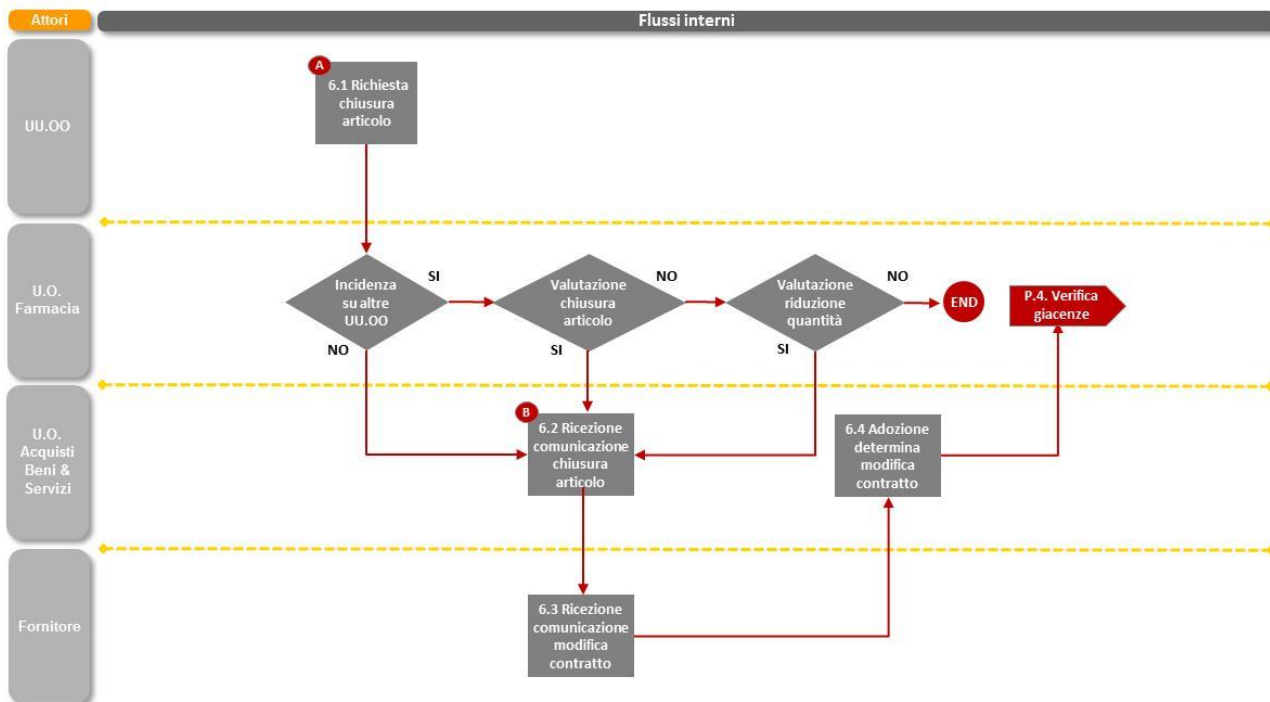 Attori
Flussi interni
UU.OO
A
6.1 Richiesta
chiusura
articolo
U.O.
Farmacia
Incidenza
su altre
UU.OO
SI
NO
Valutazione
chiusura
articolo
NO
SI
Valutazione
riduzione
quantità
NO
SI
END
P.4. Verifica
giacenze
U.O.
Acquisti
Beni &
Servizi
B
6.2 Ricezione
comunicazione
chiusura
articolo
6.4 Adozione
determina
modifica
contratto
Fornitore
6.3 Ricezione
comunicazione
modifica
contratto